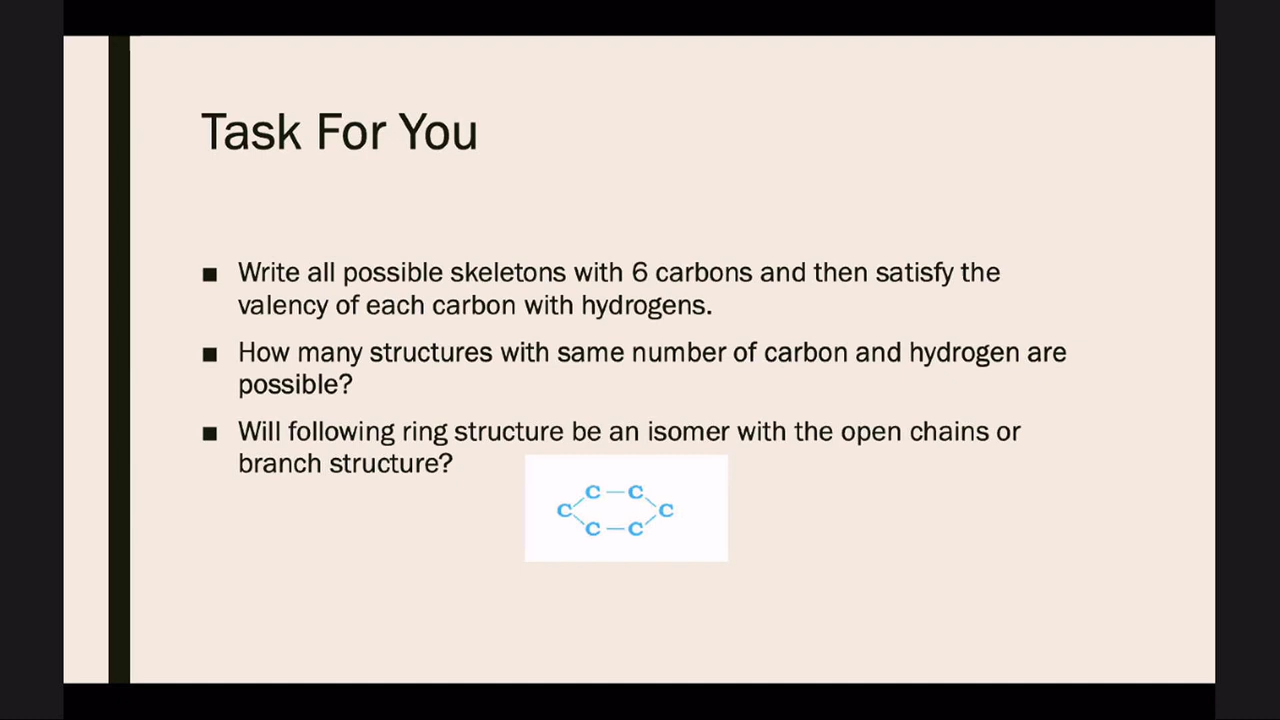 Task For You
■ Write all possible skeletons with 6 carbons and then satisfy the
valency of each carbon with hydrogens.
■ How many structures with same number of carbon and hydrogen are
possible?
■ Will following ring structure be an isomer with the open chains or
branch structure?
C — C
C C
C — C